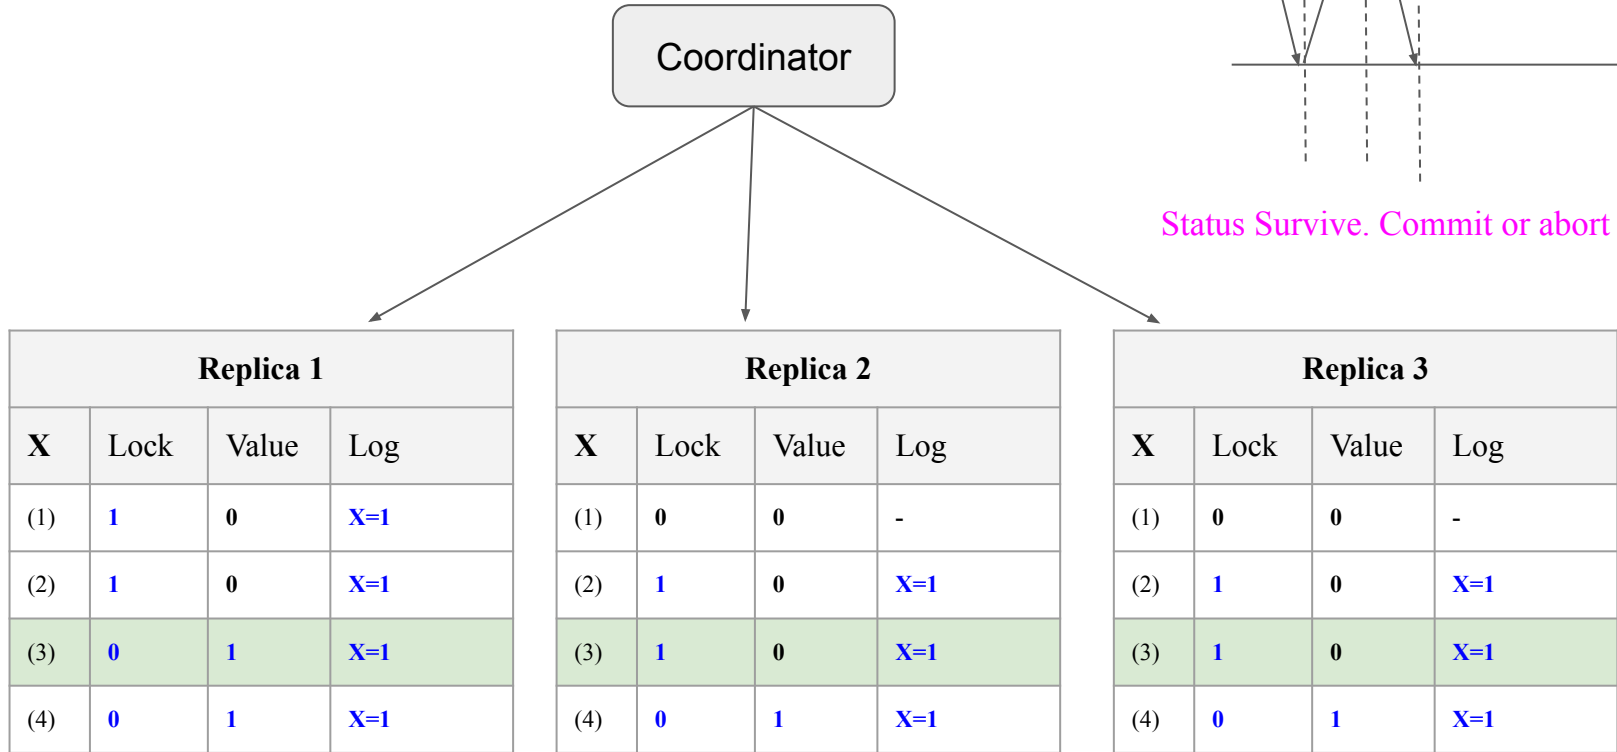 Coordinator
Status Survive. Commit or abort
Replica 1
X Lock Value Log
(1) 1 0 X=1
(2) 1 0 X=1
(3) 0 1 X=1
(4) 0 1 X=1
Replica 2
X Lock Value Log
(1) 0 0 -
(2) 1 0 X=1
(3) 1 0 X=1
(4) 0 1 X=1
Replica 3
X Lock Value Log
(1) 0 0 -
(2) 1 0 X=1
(3) 1 0 X=1
(4) 0 1 X=1